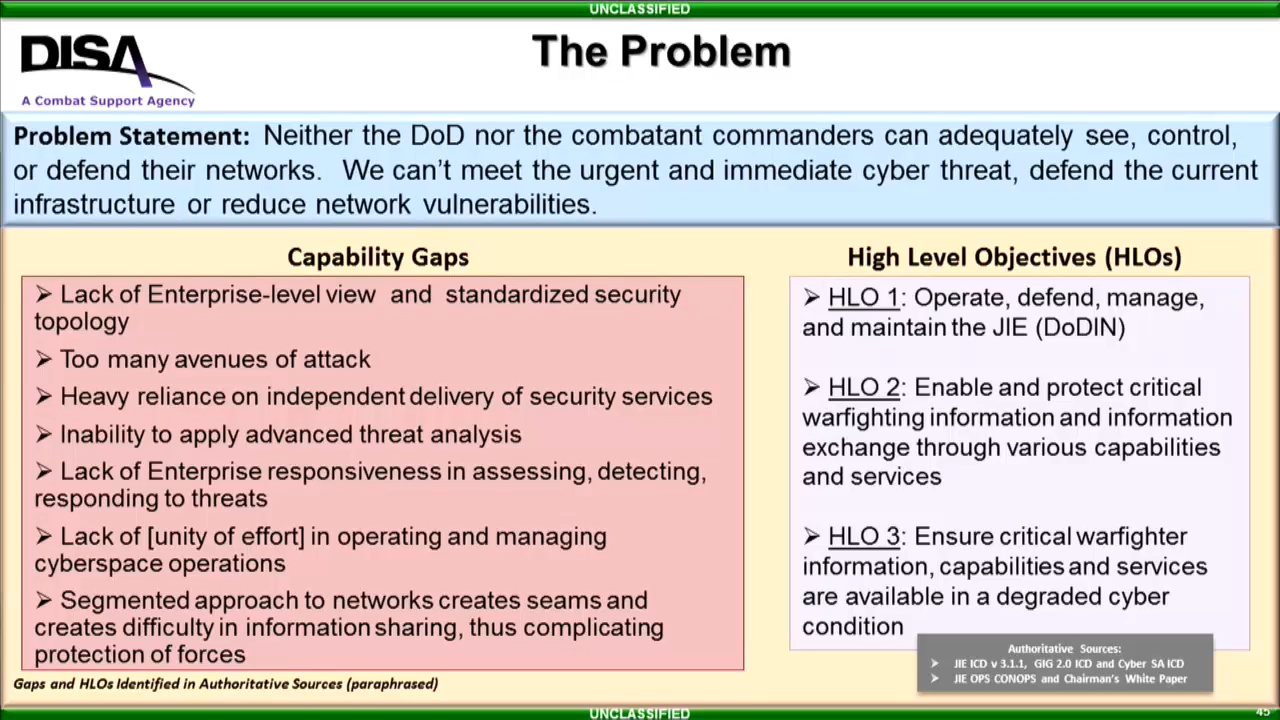 UNCLASSIFIED
DISA
A Combat Support Agency
The Problem
Problem Statement: Neither the DoD nor the combatant commanders can adequately see, control,
or defend their networks. We can’t meet the urgent and immediate cyber threat, defend the current
infrastructure or reduce network vulnerabilities.
Capability Gaps
➢ Lack of Enterprise-level view and standardized security
topology
➢ Too many avenues of attack
➢ Heavy reliance on independent delivery of security services
➢ Inability to apply advanced threat analysis
➢ Lack of Enterprise responsiveness in assessing, detecting,
responding to threats
➢ Lack of [unity of effort] in operating and managing
cyberspace operations
➢ Segmented approach to networks creates seams and
creates difficulty in information sharing, thus complicating
protection of forces
Gaps and HLOs Identified in Authoritative Sources (paraphrased)
High Level Objectives (HLOs)
➢ HLO 1: Operate, defend, manage,
and maintain the JIE (DoDIN)
➢ HLO 2: Enable and protect critical
warfighting information and information
exchange through various capabilities
and services
➢ HLO 3: Ensure critical warfighter
information, capabilities and services
are available in a degraded cyber
condition
Authoritative Sources:
➢ JIE ICD v 3.1.1, GIG 2.0 ICD and Cyber SA ICD
➢ JIE OPS CONOPS and Chairman’s White Paper
UNCLASSIFIED
45